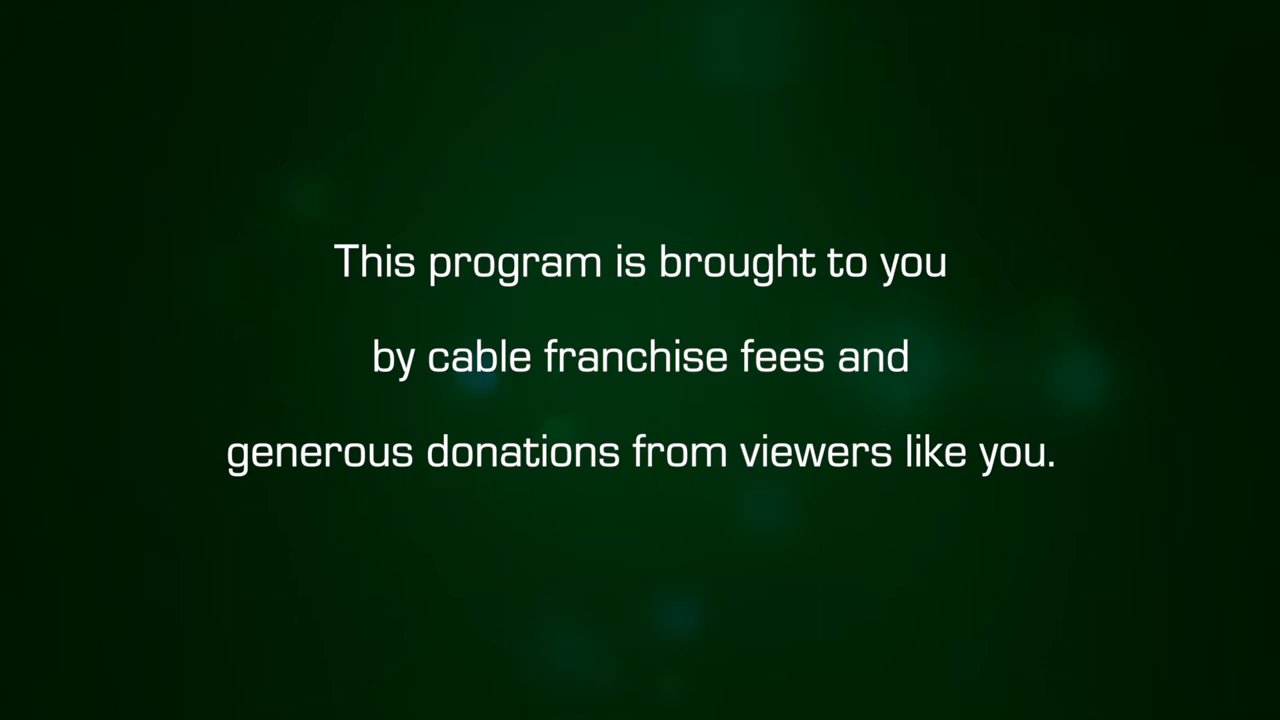 This program is brought to you
by cable franchise fees and
generous donations from viewers like you.